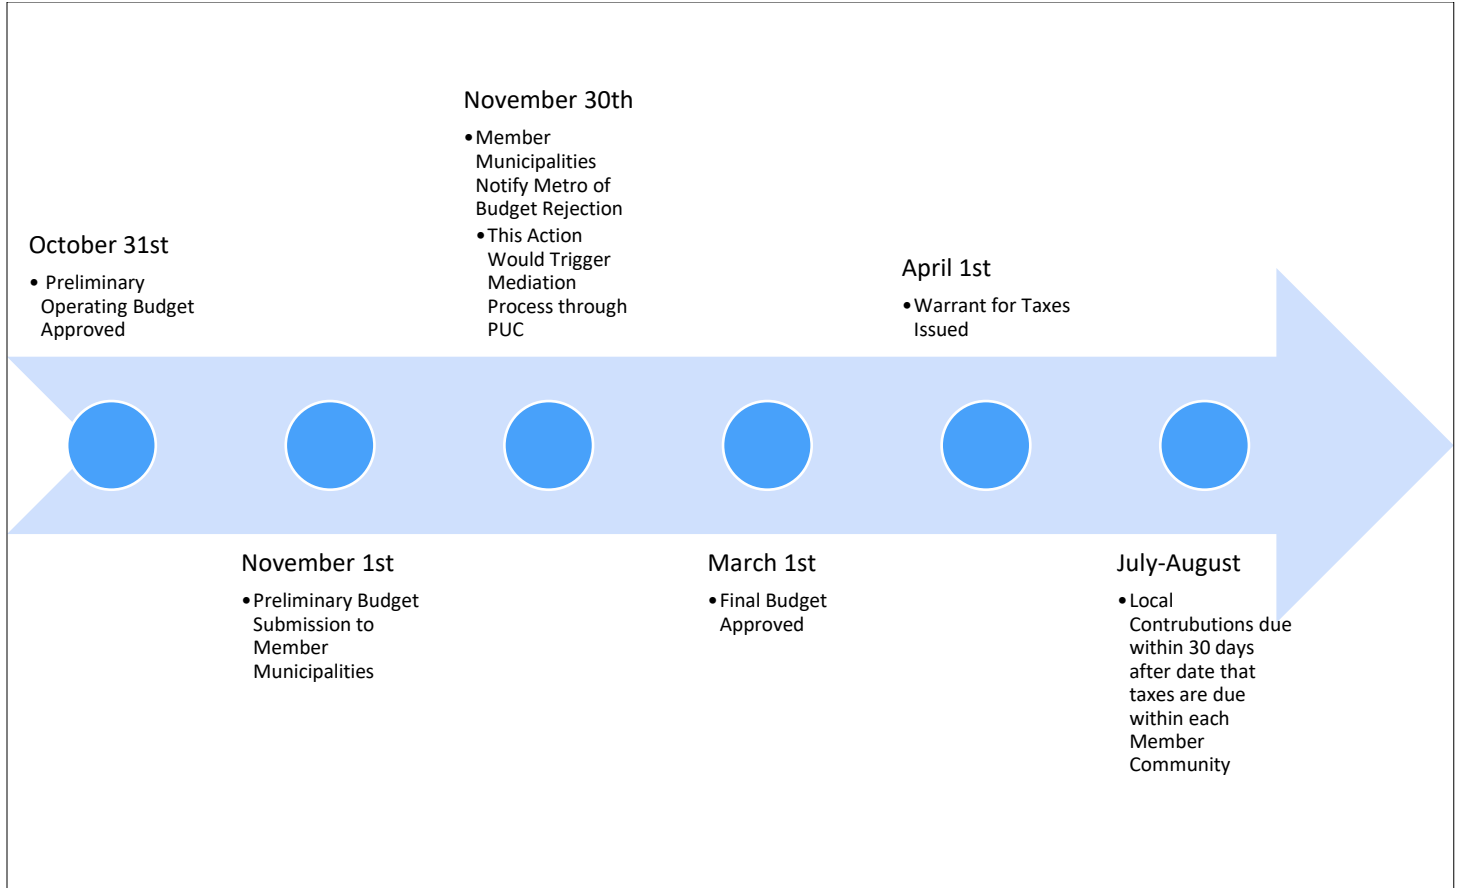 October 31st
• Preliminary
Operating Budget
Approved
November 1st
•Preliminary Budget
Submission to
Member
Municipalities
November 30th
•Member
Municipalities
Notify Metro of
Budget Rejection
•This Action
Would Trigger
Mediation
Process through
PUC
March 1st
•Final Budget
Approved
April 1st
•Warrant for Taxes
Issued
July-August
•Local
Contrubutions due
within 30 days
after date that
taxes are due
within each
Member
Community